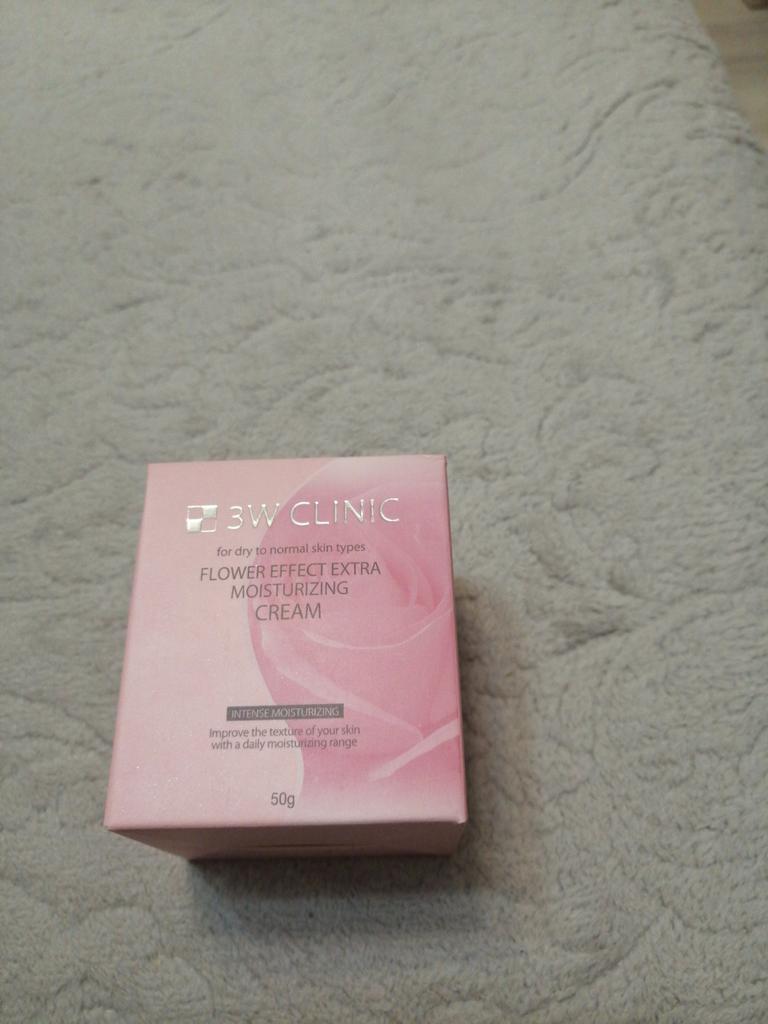 3W CLINIC
for dry to normal skin types
FLOWER EFFECT EXTRA
MOISTURIZING
CREAM
INTENSE MOISTURIZING
Improve the texture of your skin
with a daily moisturizing range
50g